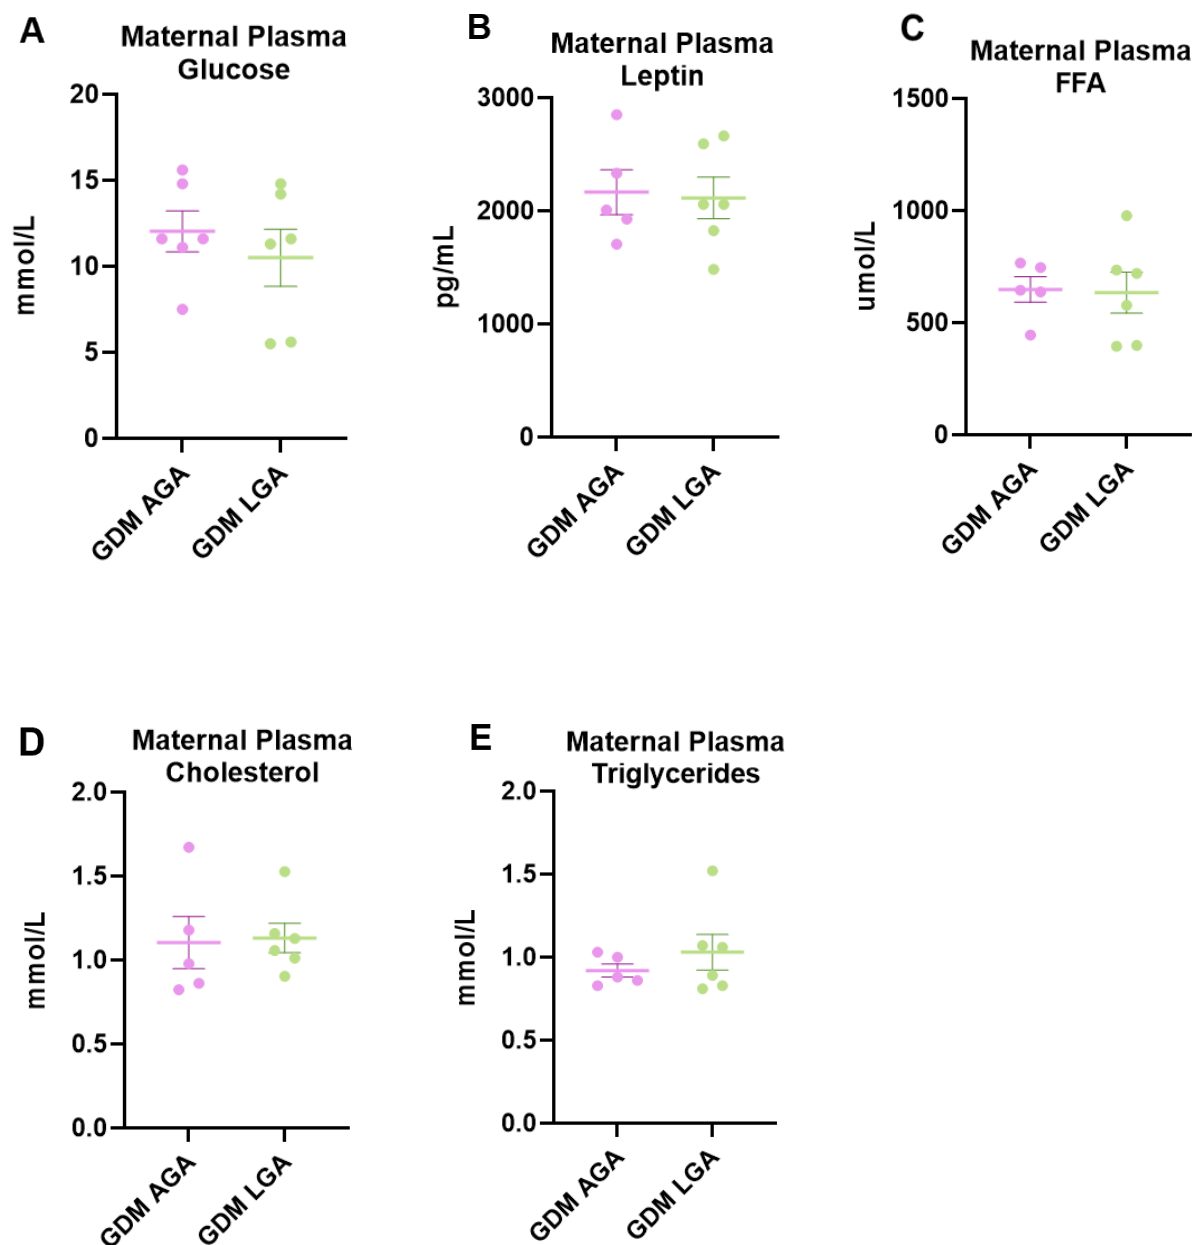 A
Maternal Plasma
Glucose
20
15
10
5
0
mmol/L
GDM AGA
GDM LGA
B
Maternal Plasma
Leptin
3000
2000
1000
0
pg/mL
GDM AGA
GDM LGA
C
Maternal Plasma
FFA
1500
1000
500
0
umol/L
GDM AGA
GDM LGA
D
Maternal Plasma
Cholesterol
2.0
1.5
1.0
0.5
0.0
mmol/L
GDM AGA
GDM LGA
E
Maternal Plasma
Triglycerides
2.0
1.5
1.0
0.5
0.0
mmol/L
GDM AGA
GDM LGA